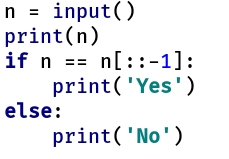 n = input()
print(n)
if n == n[::-1]:
    print('Yes')
else:
    print('No')